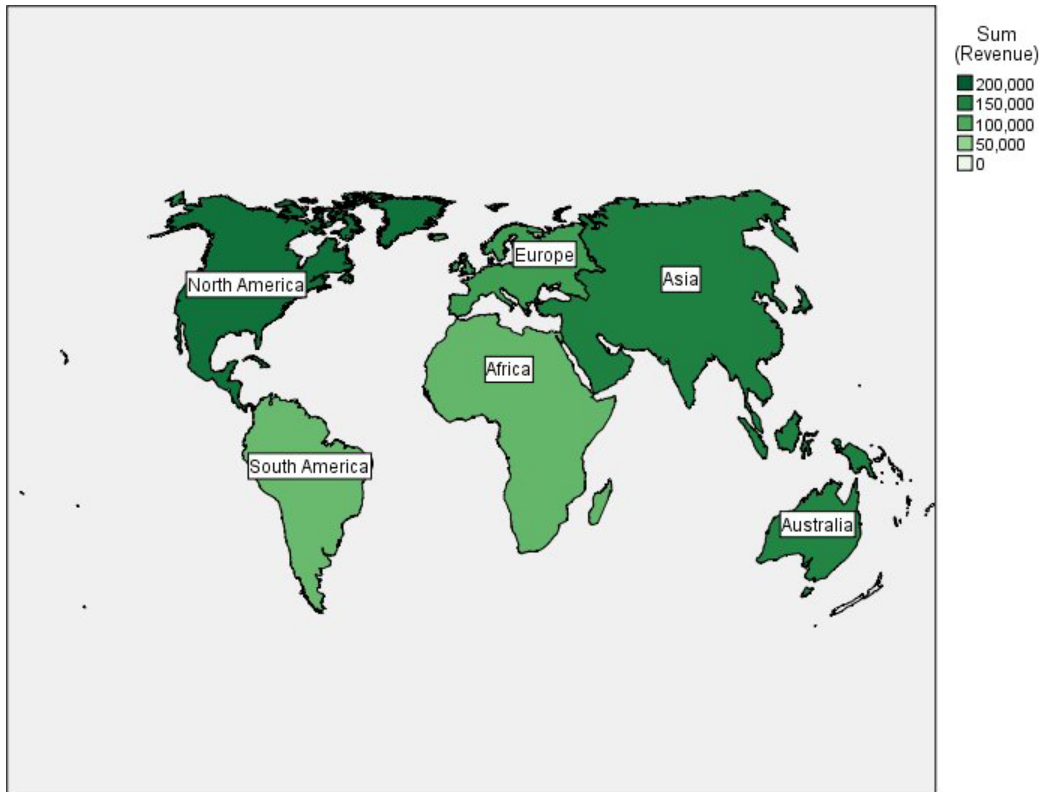 Sum
(Revenue)
200,000
150,000
100,000
50,000
0
Europe
North America
Asia
Africa
South America
Australia